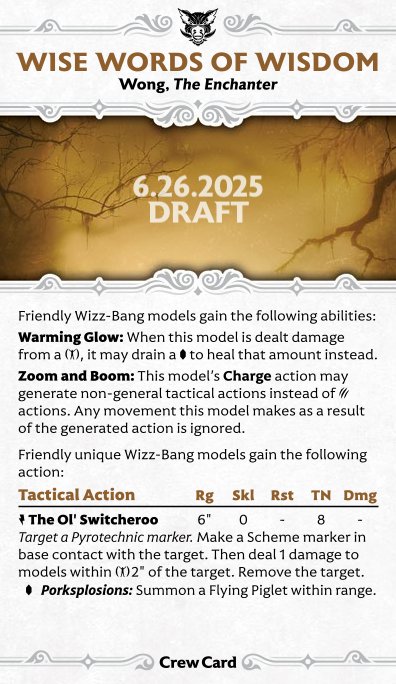 WISE WORDS OF WISDOM
Wong, The Enchanter
6.26.2025
DRAFT
Friendly Wizz-Bang models gain the following abilities:
Warming Glow: When this model is dealt damage
from a, it may drain a to heal that amount instead.
Zoom and Boom: This model's Charge action may
generate non-general tactical actions instead of
actions. Any movement this model makes as a result
of the generated action is ignored.
Friendly unique Wizz-Bang models gain the following
action:
Tactical Action Rg Skl Rst TN Dmg
The Ol' Switcheroo 6" 0 - 8 -
Target a Pyrotechnic marker. Make a Scheme marker in
base contact with the target. Then deal 1 damage to
models within 2" of the target. Remove the target.
Porksplosions: Summon a Flying Piglet within range.
Crew Card